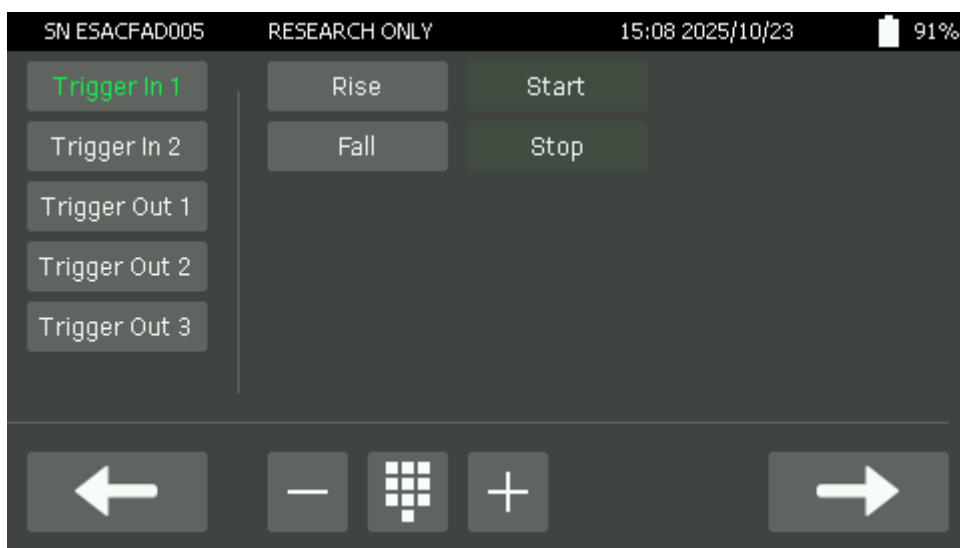 SN ESACFAD005 RESEARCH ONLY 15:08 2025/10/23 91%
Trigger In 1 Rise Start
Trigger In 2 Fall Stop
Trigger Out 1
Trigger Out 2
Trigger Out 3